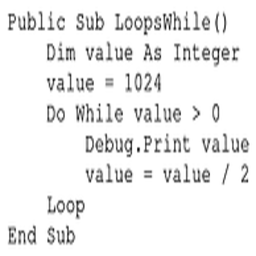 Public Sub LoopsWhile()
    Dim value As Integer
    value = 1024
    Do While value > 0
        Debug.Print value
        value = value / 2
    Loop
End Sub